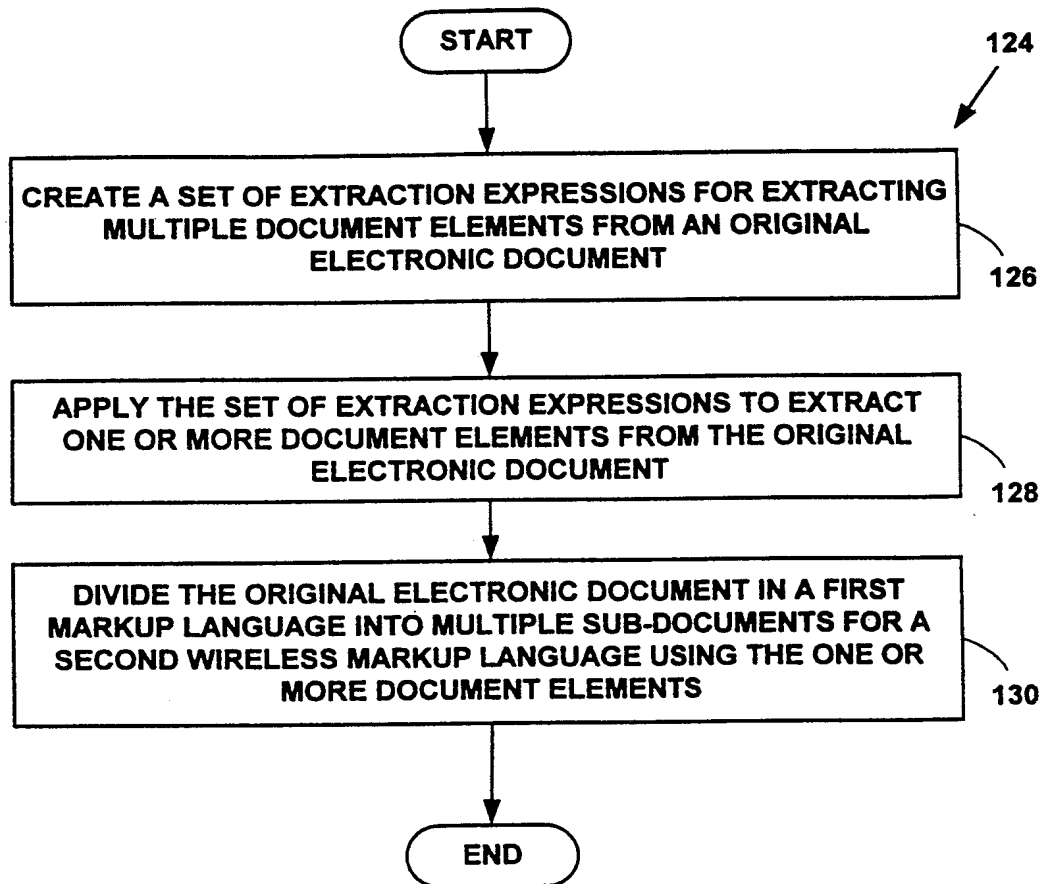 START
124
CREATE A SET OF EXTRACTION EXPRESSIONS FOR EXTRACTING
MULTIPLE DOCUMENT ELEMENTS FROM AN ORIGINAL
ELECTRONIC DOCUMENT
126
APPLY THE SET OF EXTRACTION EXPRESSIONS TO EXTRACT
ONE OR MORE DOCUMENT ELEMENTS FROM THE ORIGINAL
ELECTRONIC DOCUMENT
128
DIVIDE THE ORIGINAL ELECTRONIC DOCUMENT IN A FIRST
MARKUP LANGUAGE INTO MULTIPLE SUB-DOCUMENTS FOR A
SECOND WIRELESS MARKUP LANGUAGE USING THE ONE OR
MORE DOCUMENT ELEMENTS
130
END